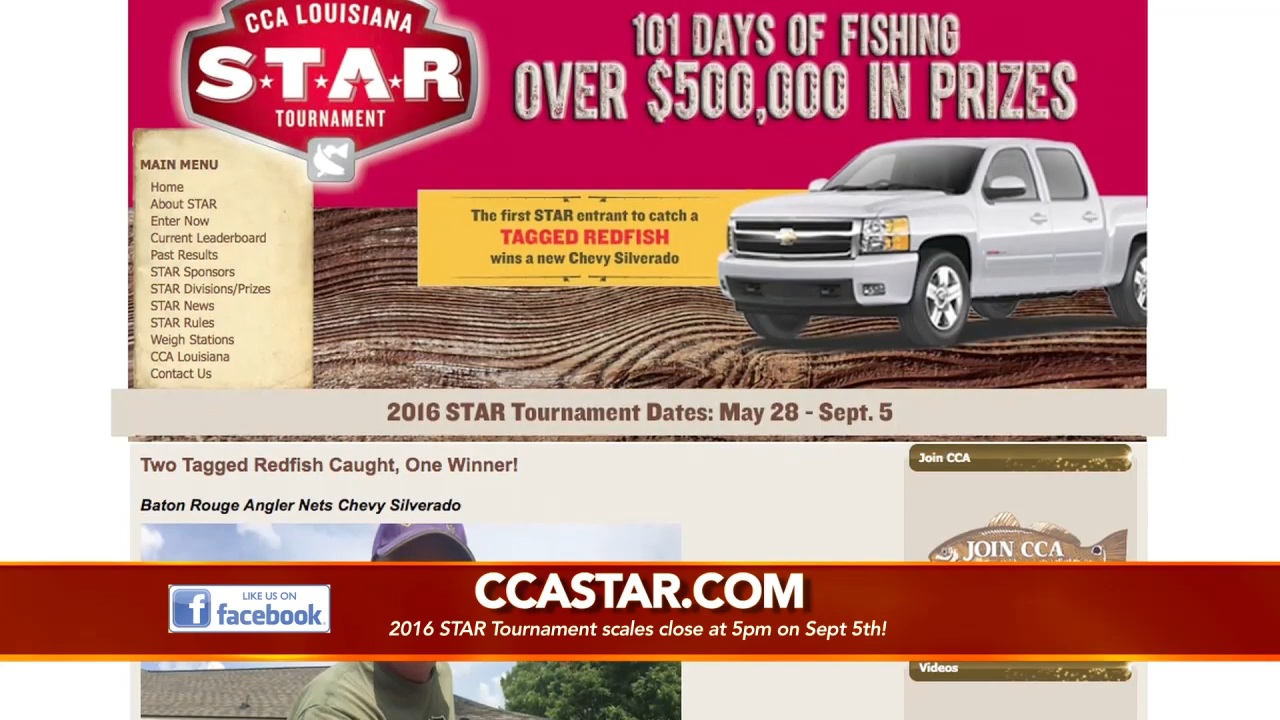 CCA LOUISIANA
S★T★A★R
TOURNAMENT
101 DAYS OF FISHING
OVER $500,000 IN PRIZES
MAIN MENU
Home
About STAR
Enter Now
Current Leaderboard
Past Results
STAR Sponsors
STAR Divisions/Prizes
STAR News
STAR Rules
Weigh Stations
CCA Louisiana
Contact Us
The first STAR entrant to catch a
TAGGED REDFISH
wins a new Chevy Silverado
2016 STAR Tournament Dates: May 28 - Sept. 5
Two Tagged Redfish Caught, One Winner!
Baton Rouge Angler Nets Chevy Silverado
Join CCA
JOIN CCA
LIKE US ON
facebook
CCASTAR.COM
2016 STAR Tournament scales close at 5pm on Sept 5th!
Videos